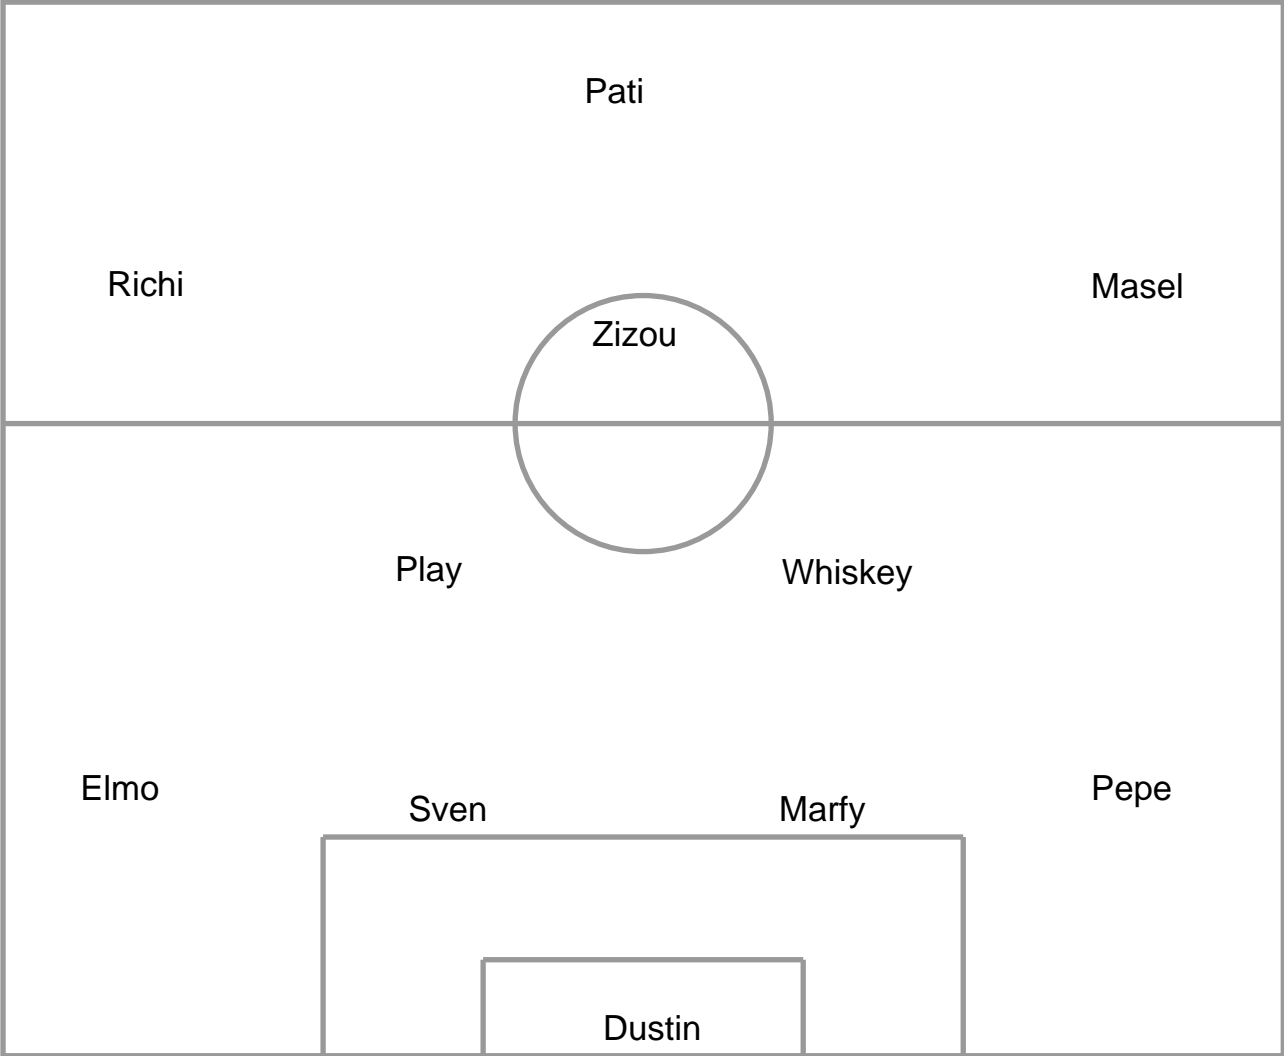 Pati
Richi
Masel
Zizou
Play
Whiskey
Elmo
Pepe
Sven
Marfy
Dustin